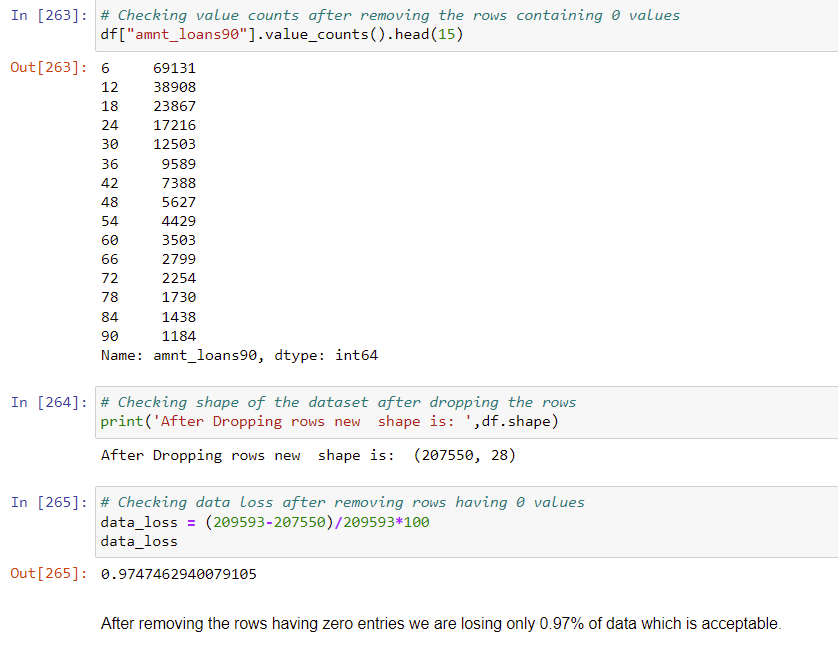 In [263]: # Checking value counts after removing the rows containing 0 values
df["amnt_loans90"].value_counts().head(15)
Out[263]: 6 69131
12 38908
18 23867
24 17216
30 12503
36 9589
42 7388
48 5627
54 4429
60 3503
66 2799
72 2254
78 1730
84 1438
90 1184
Name: amnt_loans90, dtype: int64
In [264]: # Checking shape of the dataset after dropping the rows
print('After Dropping rows new  shape is: ',df.shape)
After Dropping rows new  shape is:  (207550, 28)
In [265]: # Checking data loss after removing rows having 0 values
data_loss = (209593-207550)/209593*100
data_loss
Out[265]: 0.9747462940079105
After removing the rows having zero entries we are losing only 0.97% of data which is acceptable.